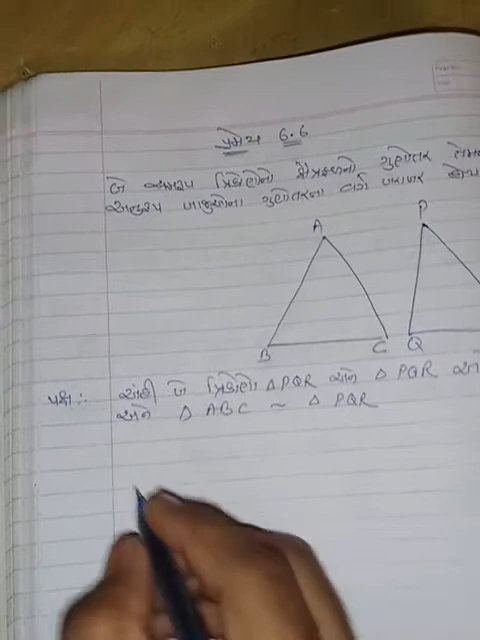 પ્રમેય 6.6
બે સમરૂપ ત્રિકોણોના ક્ષેત્રફળનો ગુણોત્તર તેમની
અનુરૂપ બાજુઓના ગુણોત્તરના વર્ગ બરાબર હોય
A
P
B
C
Q
પક્ષ :- અહીં બે ત્રિકોણો △ PQR અને △ PQR
અને △ ABC ~ △ PQR